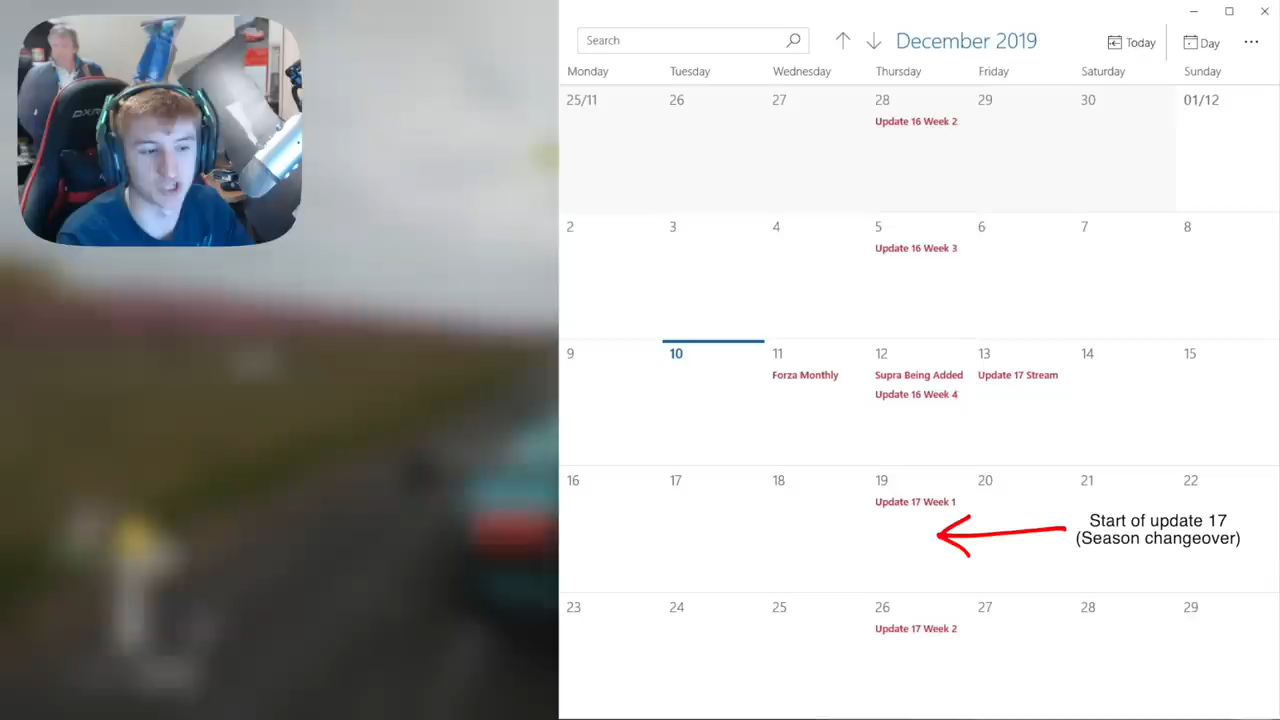 Search
December 2019
Today
Day
Monday Tuesday Wednesday Thursday Friday Saturday Sunday
25/11 26 27 28 29 30 01/12
Update 16 Week 2
2 3 4 5 6 7 8
Update 16 Week 3
9 10 11 12 13 14 15
Forza Monthly Supra Being Added Update 17 Stream
Update 16 Week 4
16 17 18 19 20 21 22
Update 17 Week 1
Start of update 17
(Season changeover)
23 24 25 26 27 28 29
Update 17 Week 2